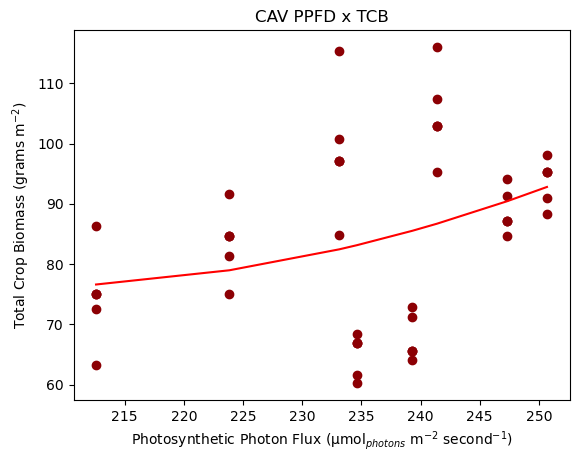 CAV PPFD x TCB
Total Crop Biomass (grams m⁻²)
110
100
90
80
70
60
215 220 225 230 235 240 245 250
Photosynthetic Photon Flux (μmolₚₕₒₜₒₙₛ m⁻² second⁻¹)